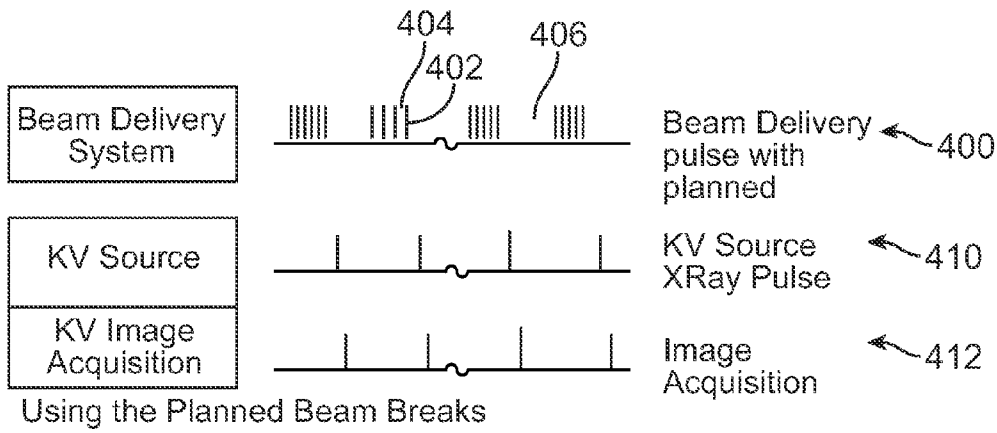 404
402
406
Beam Delivery
System
Beam Delivery
pulse with
planned
400
KV Source
KV Source
XRay Pulse
410
KV Image
Acquisition
Image
Acquisition
412
Using the Planned Beam Breaks